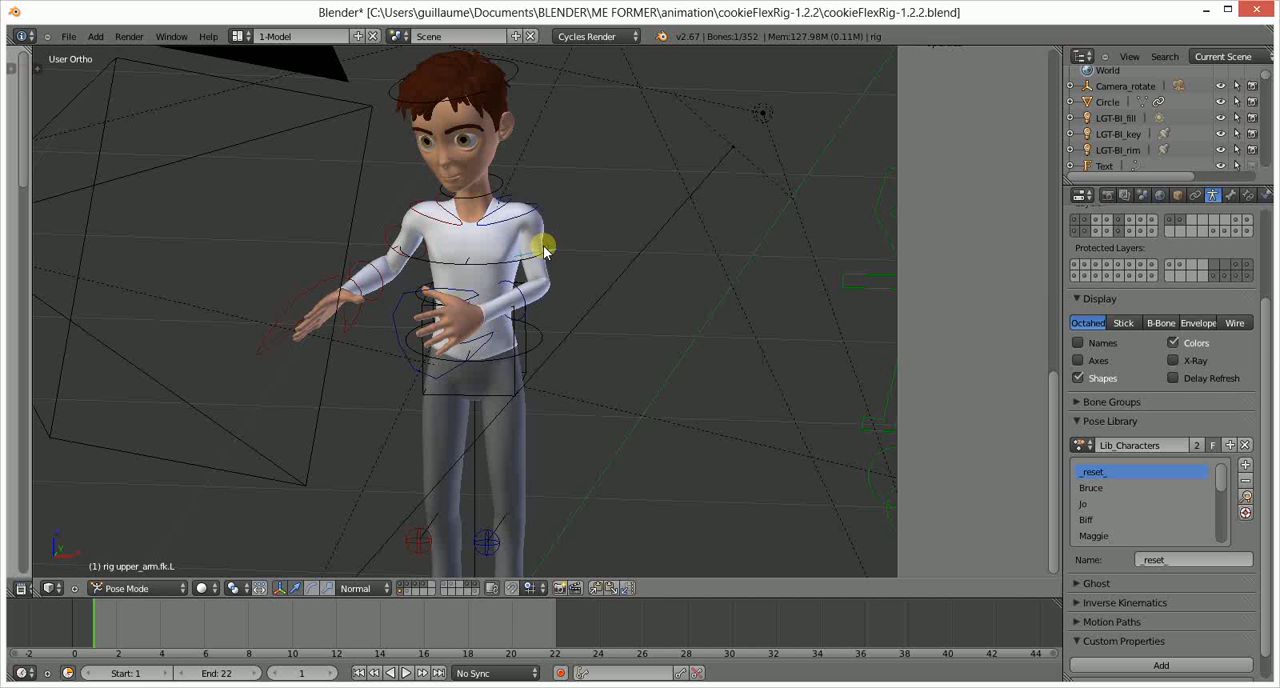 Blender* [C:\Users\guillaume\Documents\BLENDER\ME FORMER\animation\cookieFlexRig-1.2.2\cookieFlexRig-1.2.2.blend]
File Add Render Window Help 1-Model Scene Cycles Render v2.67 | Bones:1/352 | Mem:127.98M (0.11M) | rig
View Search Current Scene
User Ortho
World
Camera_rotate
Circle
LGT-BI_fill
LGT-BI_key
LGT-BI_rim
Text
Protected Layers:
Display
Octahed Stick B-Bone Envelope Wire
Names Colors
Axes X-Ray
Shapes Delay Refresh
Bone Groups
Pose Library
Lib_Characters 2 F
_reset_
Bruce
Jo
Biff
Maggie
Name: _reset_
Ghost
Inverse Kinematics
Motion Paths
Custom Properties
Add
(1) rig upper_arm.fk.L
Pose Mode Normal
-2 0 2 4 6 8 10 12 14 16 18 20 22 24 26 28 30 32 34 36 38 40 42 44
Start: 1 End: 22 1 No Sync